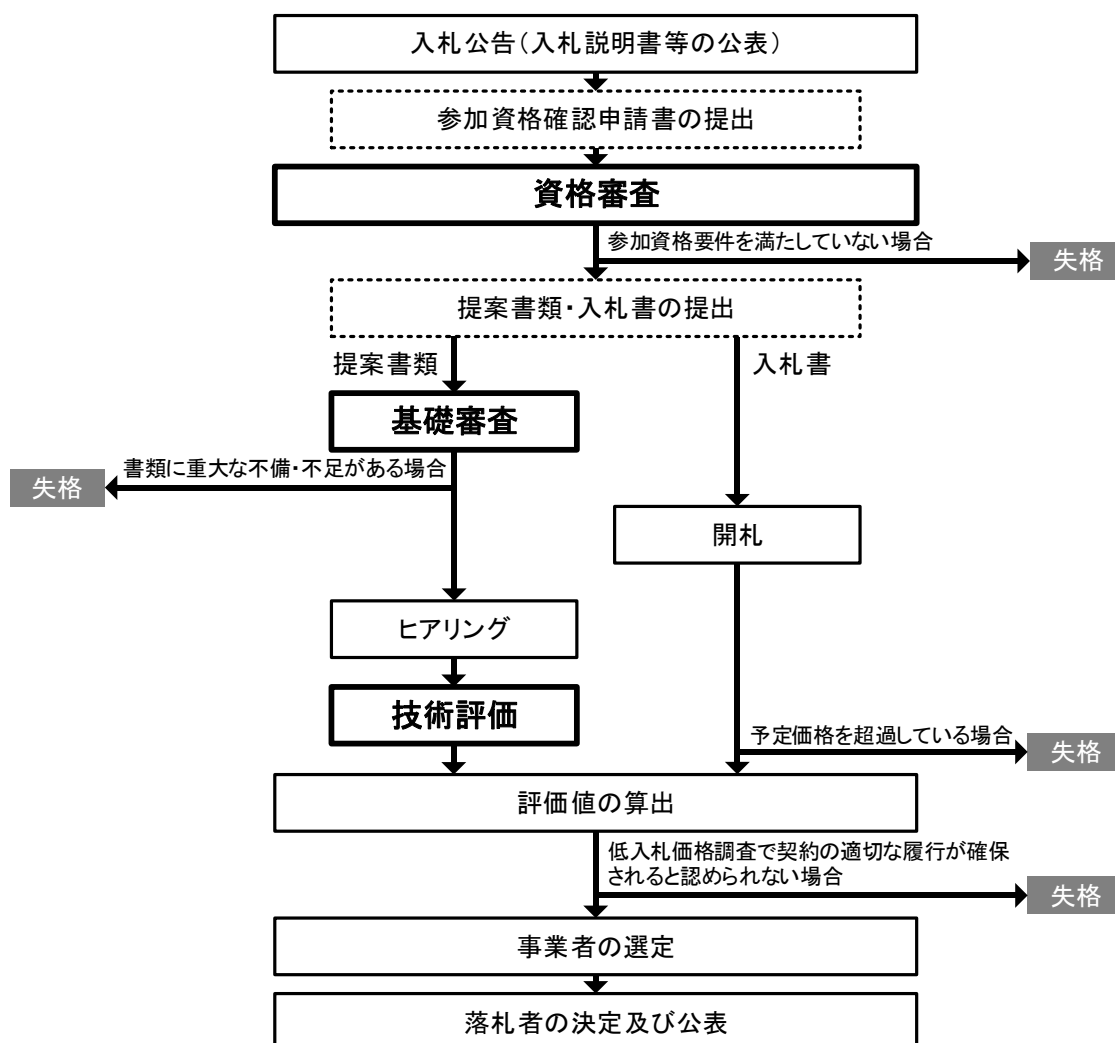 入札公告(入札説明書等の公表)
参加資格確認申請書の提出
資格審査
参加資格要件を満たしていない場合
失格
提案書類・入札書の提出
提案書類
入札書
基礎審査
書類に重大な不備・不足がある場合
失格
開札
ヒアリング
技術評価
予定価格を超過している場合
失格
評価値の算出
低入札価格調査で契約の適切な履行が確保
されると認められない場合
失格
事業者の選定
落札者の決定及び公表